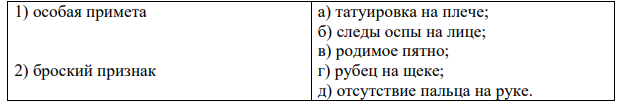 1) особая примета
2) броский признак
а) татуировка на плече;
б) следы оспы на лице;
в) родимое пятно;
г) рубец на щеке;
д) отсутствие пальца на руке.